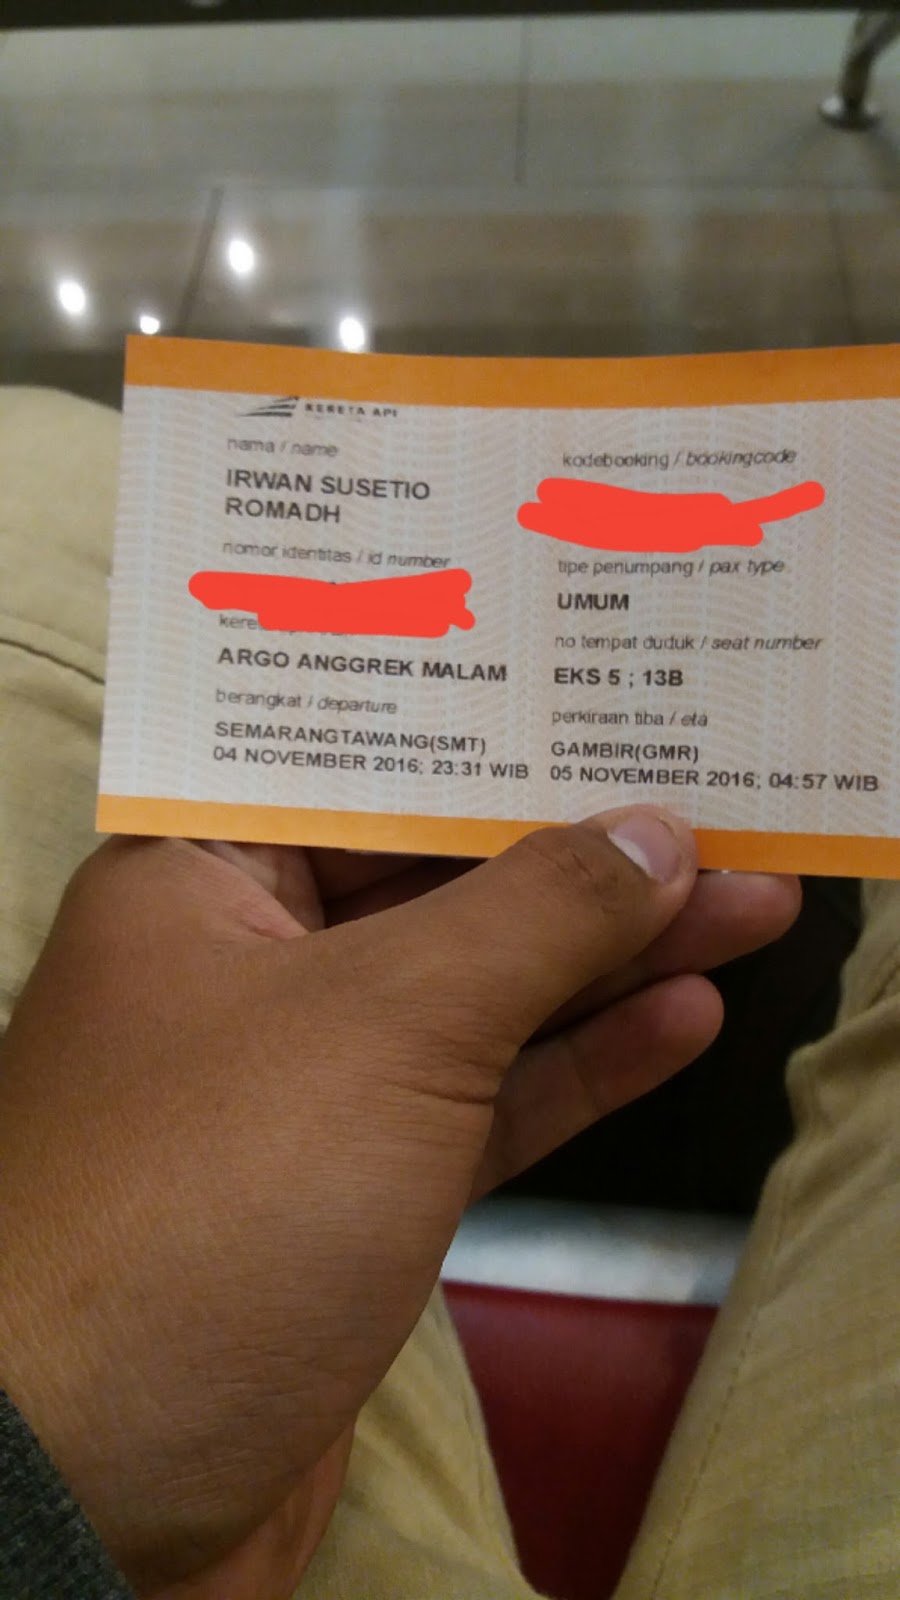 KERETA API
nama / name
IRWAN SUSETIO
ROMADH
nomor identitas / id number
ARGO ANGGREK MALAM
berangkat / departure
SEMARANGTAWANG(SMT)
04 NOVEMBER 2016; 23:31 WIB
kodebooking / bookingcode
tipe penumpang / pax type
UMUM
no tempat duduk / seat number
EKS 5 ; 13B
perkiraan tiba / eta
GAMBIR(GMR)
05 NOVEMBER 2016; 04:57 WIB